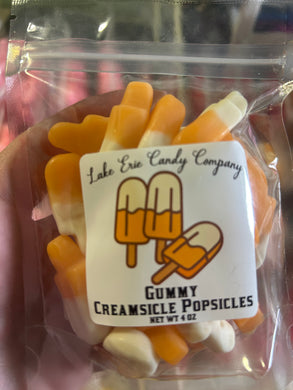 Lake Erie Candy Company
Gummy
Creamsicle Popsicles
Net Wt 4 oz